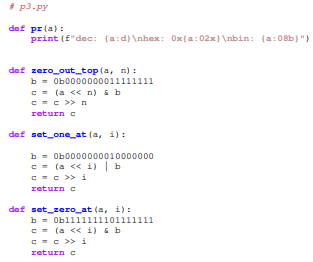 # p3.py
def pr(a):
    print(f"dec: {a:d}\nhex: 0x{a:02x}\nbin: {a:08b}")
def zero_out_top(a, n):
    b = 0b0000000011111111
    c = (a << n) & b
    c = c >> n
    return c
def set_one_at(a, i):
    b = 0b0000000010000000
    c = (a << i) | b
    c = c >> i
    return c
def set_zero_at(a, i):
    b = 0b1111111101111111
    c = (a << i) & b
    c = c >> i
    return c